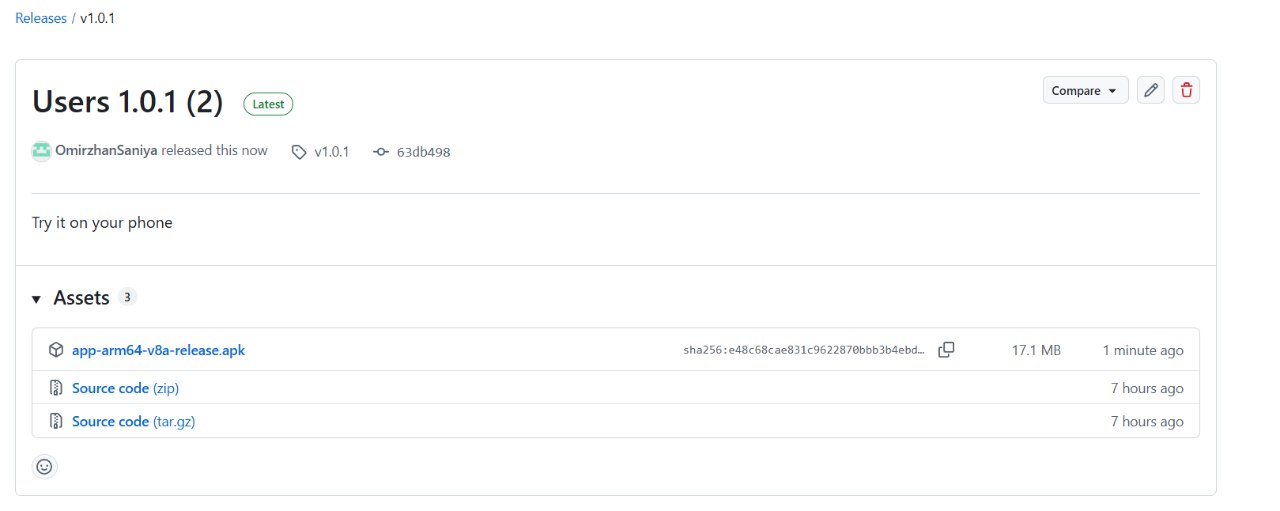 Releases / v1.0.1
Users 1.0.1 (2) Latest
Compare
OmirzhanSaniya released this now v1.0.1 63db498
Try it on your phone
Assets 3
app-arm64-v8a-release.apk sha256:e48c68cae831c9622870bbb3b4ebd… 17.1 MB 1 minute ago
Source code (zip) 7 hours ago
Source code (tar.gz) 7 hours ago